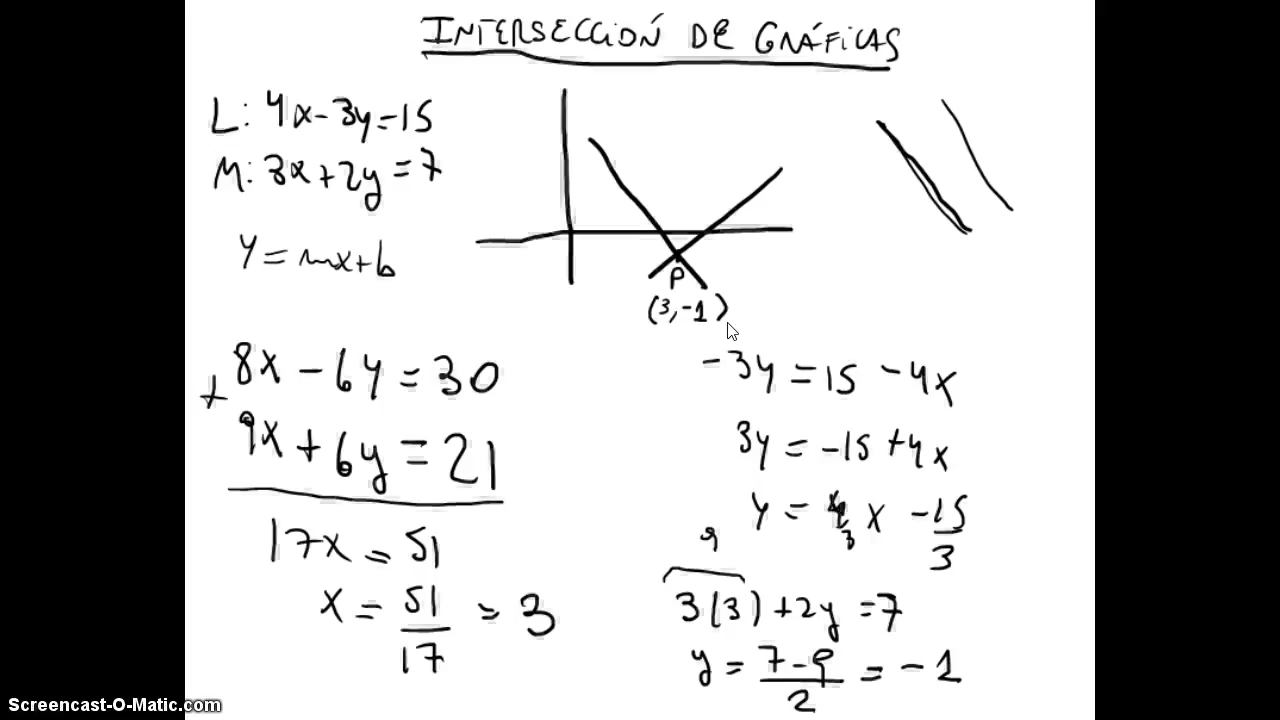 INTERSECCIÓN DE GRÁFICAS
L: 4x-3y=15
M: 3x+2y=7
y = mx+b
P
(3,-1)
8x - 6y = 30
+
9x + 6y = 21
17x = 51
x = 51/17 = 3
-3y = 15 - 4x
3y = -15 + 4x
y = 4/3 x - 15/3
9
3(3) + 2y = 7
y = 7-9/2 = -1
Screencast-O-Matic.com